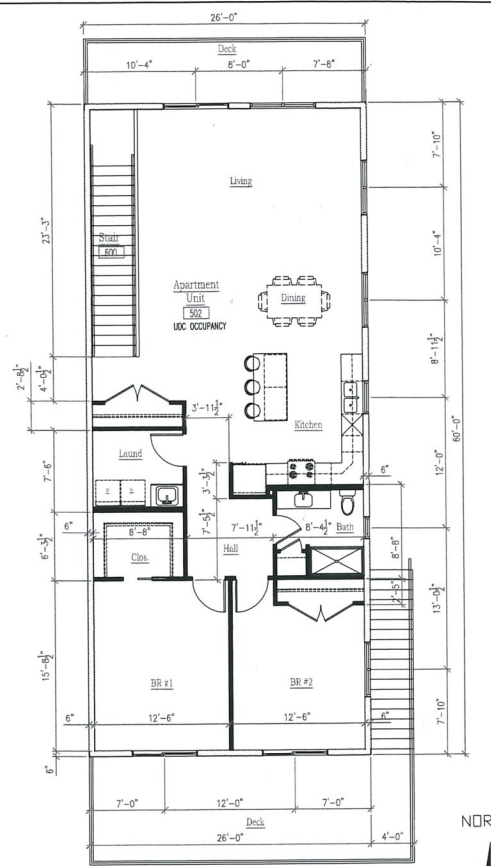 26'-0"
Deck
10'-4" 8'-0" 7'-8"
7'-10"
Living
23'-3"
10'-4"
Stair
600
Apartment
Unit
502
UDC OCCUPANCY
Dining
8'-11½"
2'-8½"
4'-0½"
3'-11½"
Kitchen
60'-0"
12'-0"
Laund
6"
3'-3½"
7'-6"
7'-5½"
6"
8'-8"
7'-11½"
8'-4½"
Bath
Hall
8'-8"
6'-3½"
Clos.
2'-5"
13'-0½"
15'-8½"
BR #1
BR #2
6"
12'-6"
12'-6"
6"
7'-10"
6"
7'-0" 12'-0" 7'-0"
Deck
26'-0"
4'-0"
NOR